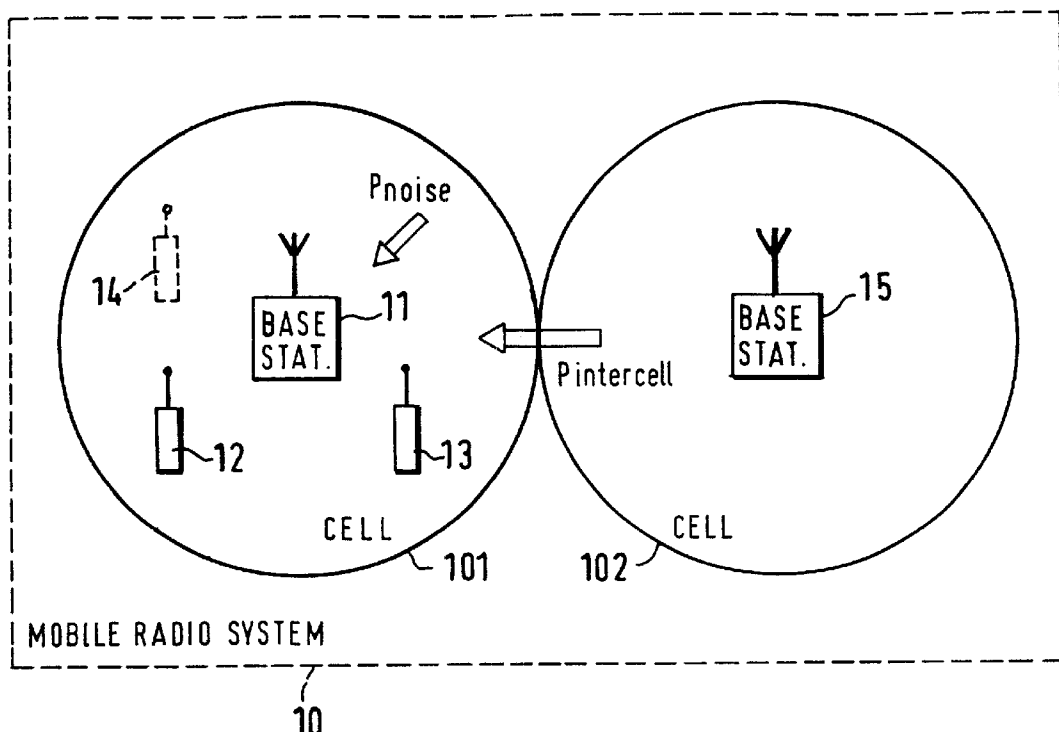 Pnoise
14
11
BASE
STAT.
15
BASE
STAT.
Pintercell
12
13
CELL
101
CELL
102
MOBILE RADIO SYSTEM
10